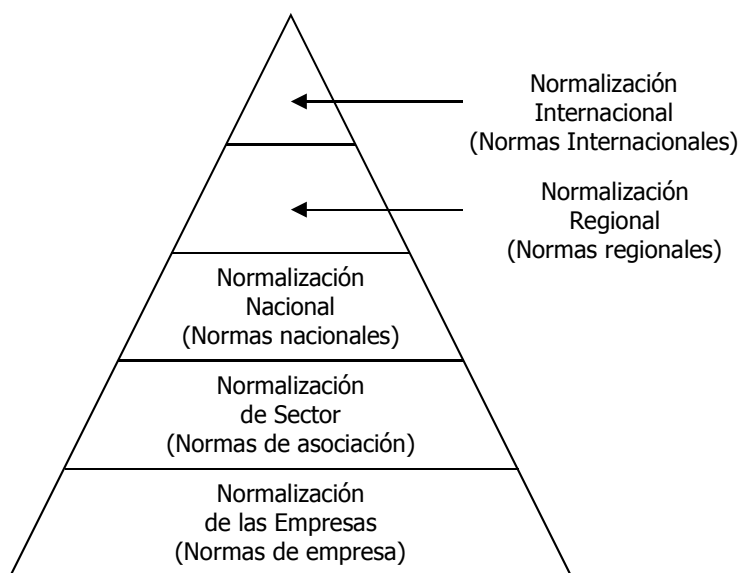 Normalización
Internacional
(Normas Internacionales)
Normalización
Regional
(Normas regionales)
Normalización
Nacional
(Normas nacionales)
Normalización
de Sector
(Normas de asociación)
Normalización
de las Empresas
(Normas de empresa)